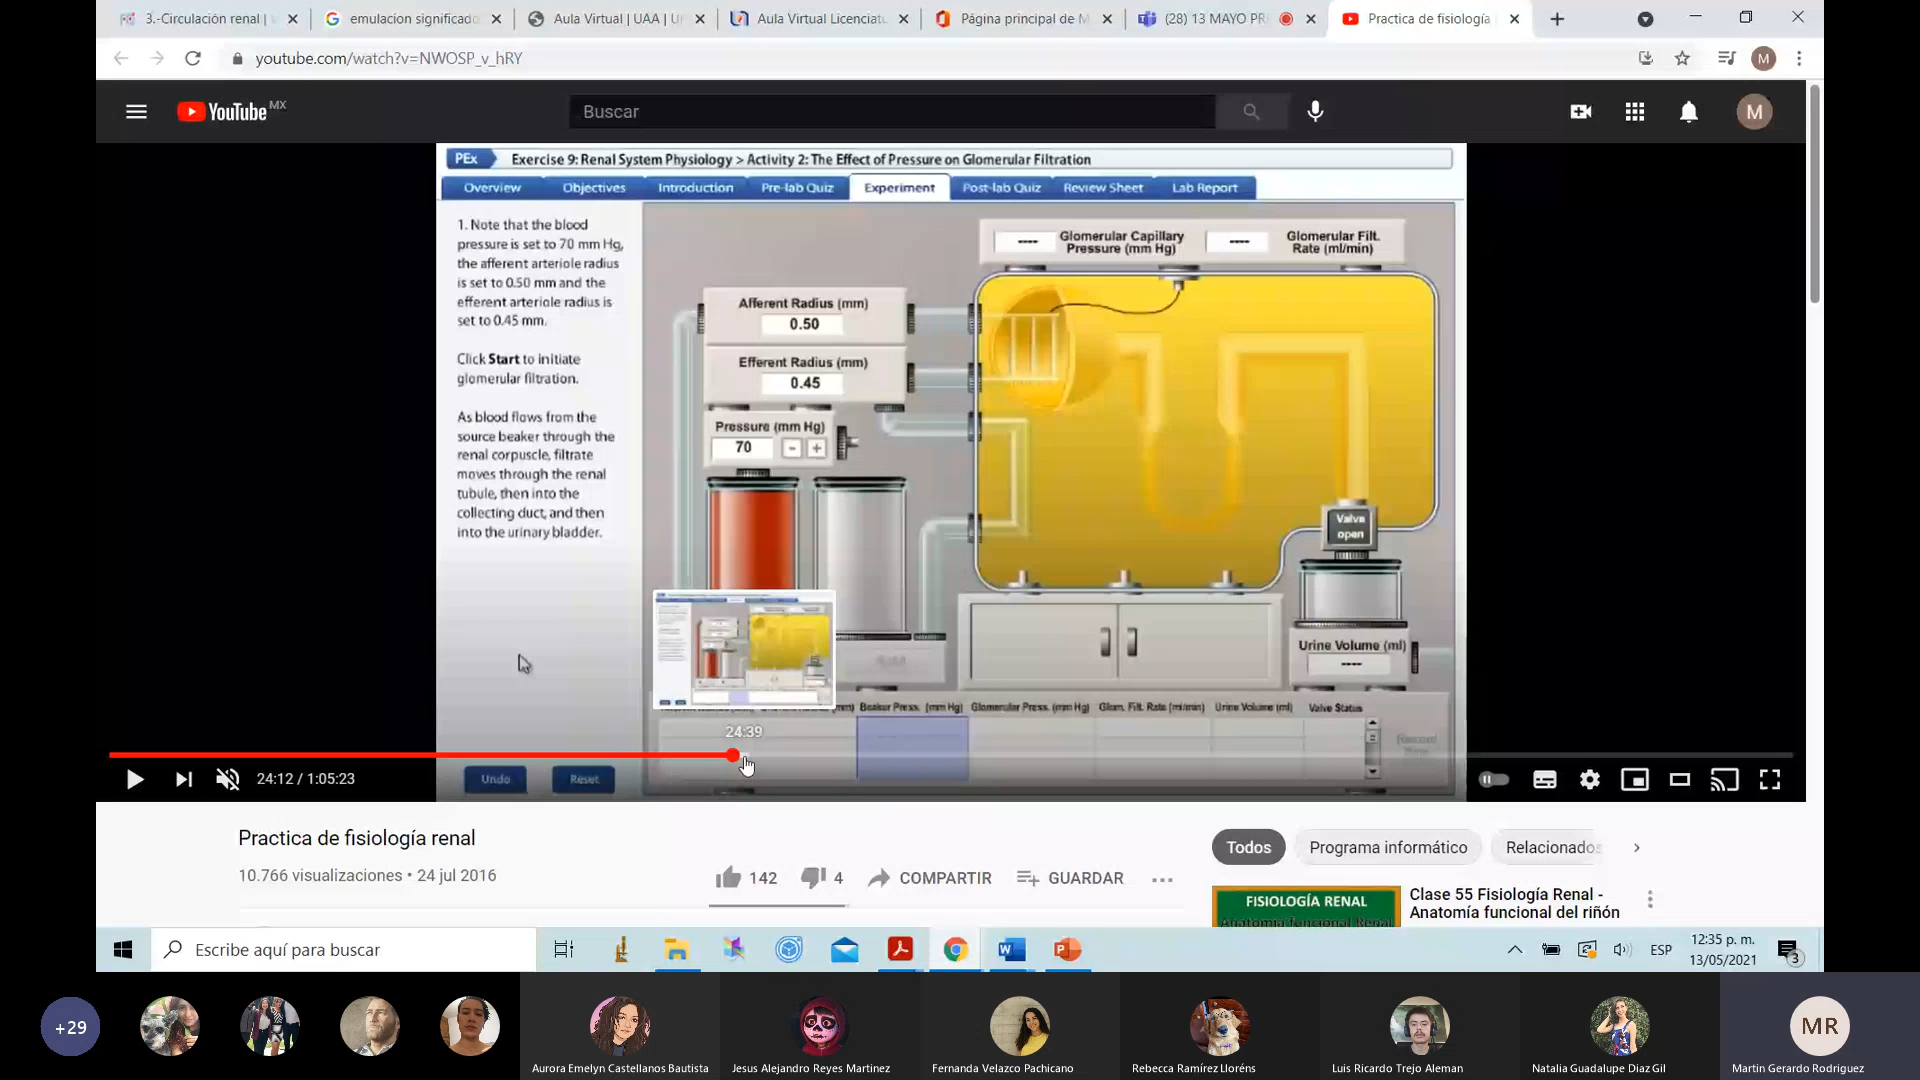 3.-Circulación renal |
emulacion significado
Aula Virtual | UAA | U
Aula Virtual Licenciatu
Página principal de M
(28) 13 MAYO PR
Practica de fisiología
youtube.com/watch?v=NWOSP_v_hRY
M
YouTube MX
Buscar
M
PEx
Exercise 9: Renal System Physiology > Activity 2: The Effect of Pressure on Glomerular Filtration
Overview
Objectives
Introduction
Pre-lab Quiz
Experiment
Post-lab Quiz
Review Sheet
Lab Report
1. Note that the blood
pressure is set to 70 mm Hg,
the afferent arteriole radius
is set to 0.50 mm and the
efferent arteriole radius is
set to 0.45 mm.
Click Start to initiate
glomerular filtration.
As blood flows from the
source beaker through the
renal corpuscle, filtrate
moves through the renal
tubule, then into the
collecting duct, and then
into the urinary bladder.
---- Glomerular Capillary
Pressure (mm Hg)
---- Glomerular Filt.
Rate (ml/min)
Afferent Radius (mm)
0.50
Efferent Radius (mm)
0.45
Pressure (mm Hg)
70 - +
Valve
open
Urine Volume (ml)
----
Beaker Press. (mm Hg)
Glomerular Press. (mm Hg)
Glom. Filt. Rate (ml/min)
Urine Volume (ml)
Valve Status
24:39
Undo
Reset
24:12 / 1:05:23
Practica de fisiología renal
10.766 visualizaciones • 24 jul 2016
142
4
COMPARTIR
GUARDAR
Todos
Programa informático
Relacionados
FISIOLOGÍA RENAL
Anatomía funcional Renal
Clase 55 Fisiología Renal -
Anatomía funcional del riñón
Escribe aquí para buscar
ESP
12:35 p. m.
13/05/2021
3
+29
MR
Aurora Emelyn Castellanos Bautista
Jesus Alejandro Reyes Martinez
Fernanda Velazco Pachicano
Rebecca Ramírez Lloréns
Luis Ricardo Trejo Aleman
Natalia Guadalupe Diaz Gil
Martin Gerardo Rodriguez